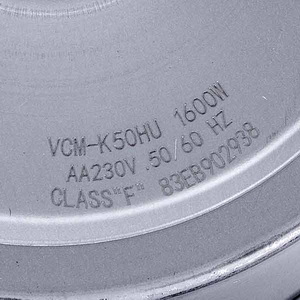 VCM-K50HU 1600W
AA230V.50/60 HZ
CLASS"F" 83EB902938